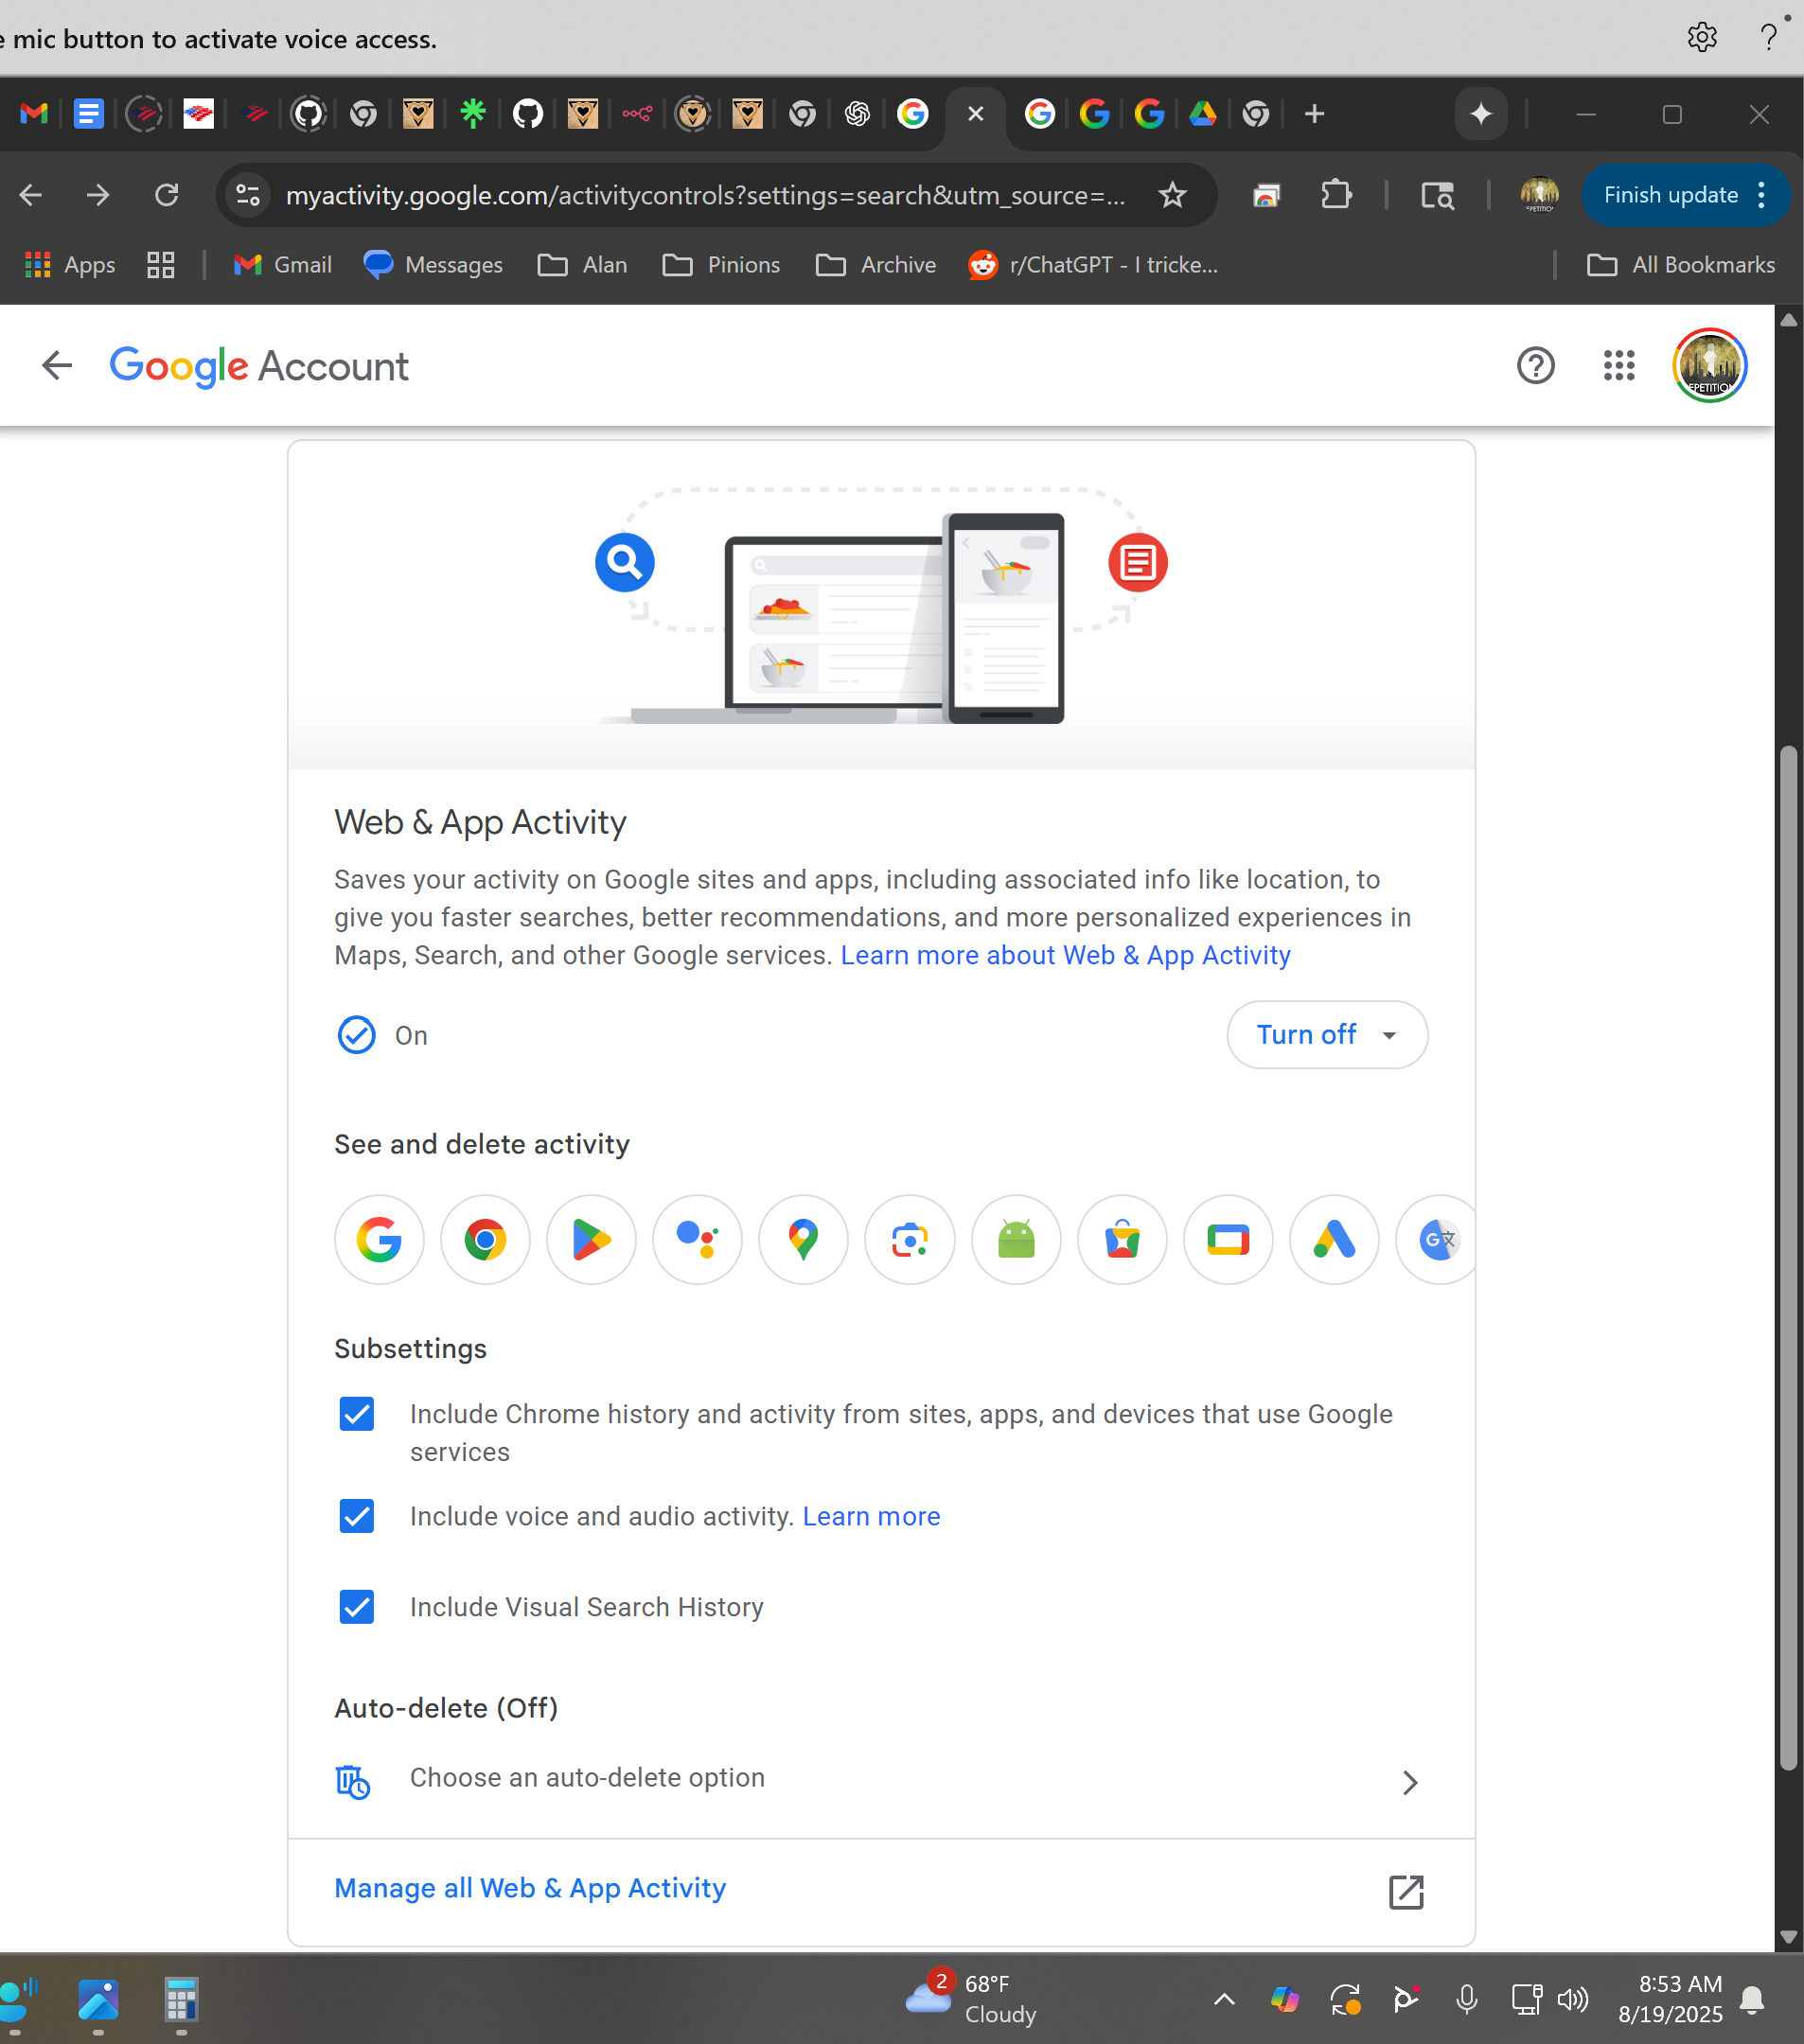 mic button to activate voice access.
myactivity.google.com/activitycontrols?settings=search&utm_source=...
Finish update
Apps
Gmail
Messages
Alan
Pinions
Archive
r/ChatGPT - I tricke...
All Bookmarks
Google Account
EPETITION
Web & App Activity
Saves your activity on Google sites and apps, including associated info like location, to
give you faster searches, better recommendations, and more personalized experiences in
Maps, Search, and other Google services. Learn more about Web & App Activity
On
Turn off
See and delete activity
Subsettings
Include Chrome history and activity from sites, apps, and devices that use Google
services
Include voice and audio activity. Learn more
Include Visual Search History
Auto-delete (Off)
Choose an auto-delete option
Manage all Web & App Activity
2
68°F
Cloudy
8:53 AM
8/19/2025